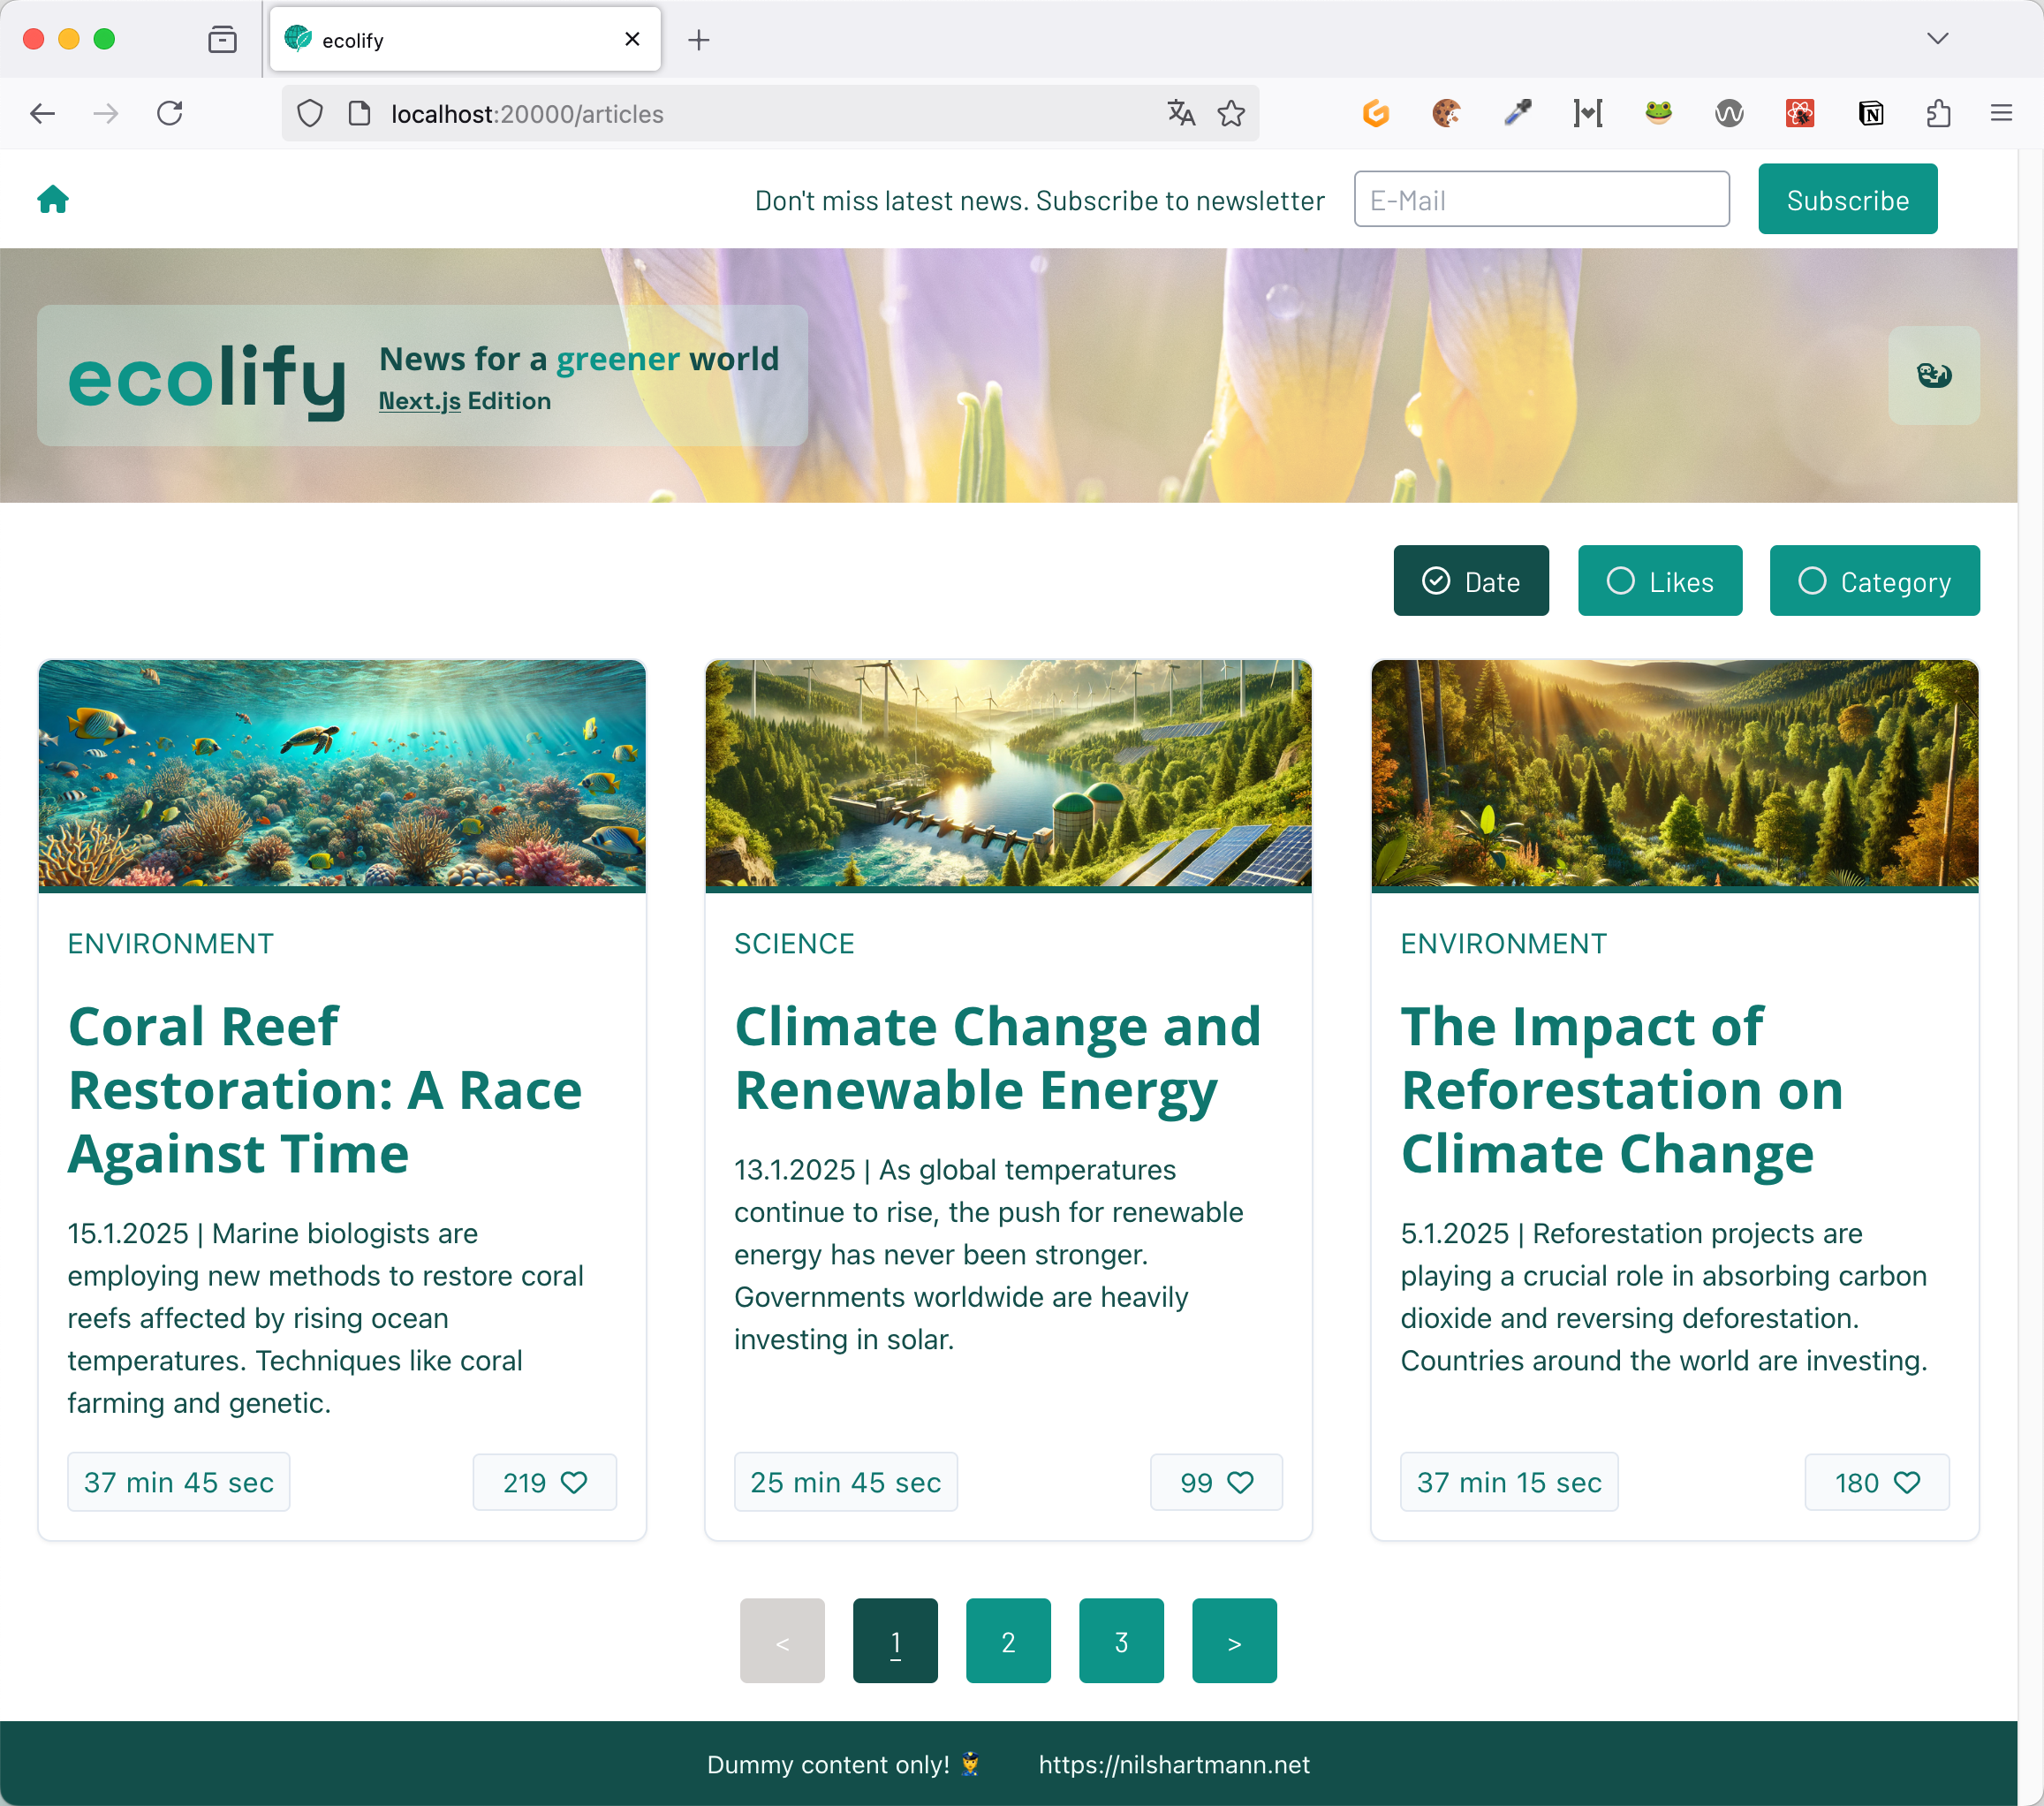 ecolify
localhost:20000/articles
Don't miss latest news. Subscribe to newsletter
E-Mail
Subscribe
ecolify
News for a greener world
Next.js Edition
Date
Likes
Category
ENVIRONMENT
Coral Reef
Restoration: A Race
Against Time
15.1.2025 | Marine biologists are
employing new methods to restore coral
reefs affected by rising ocean
temperatures. Techniques like coral
farming and genetic.
37 min 45 sec
219
SCIENCE
Climate Change and
Renewable Energy
13.1.2025 | As global temperatures
continue to rise, the push for renewable
energy has never been stronger.
Governments worldwide are heavily
investing in solar.
25 min 45 sec
99
ENVIRONMENT
The Impact of
Reforestation on
Climate Change
5.1.2025 | Reforestation projects are
playing a crucial role in absorbing carbon
dioxide and reversing deforestation.
Countries around the world are investing.
37 min 15 sec
180
< 1 2 3 >
Dummy content only! 👮 https://nilshartmann.net